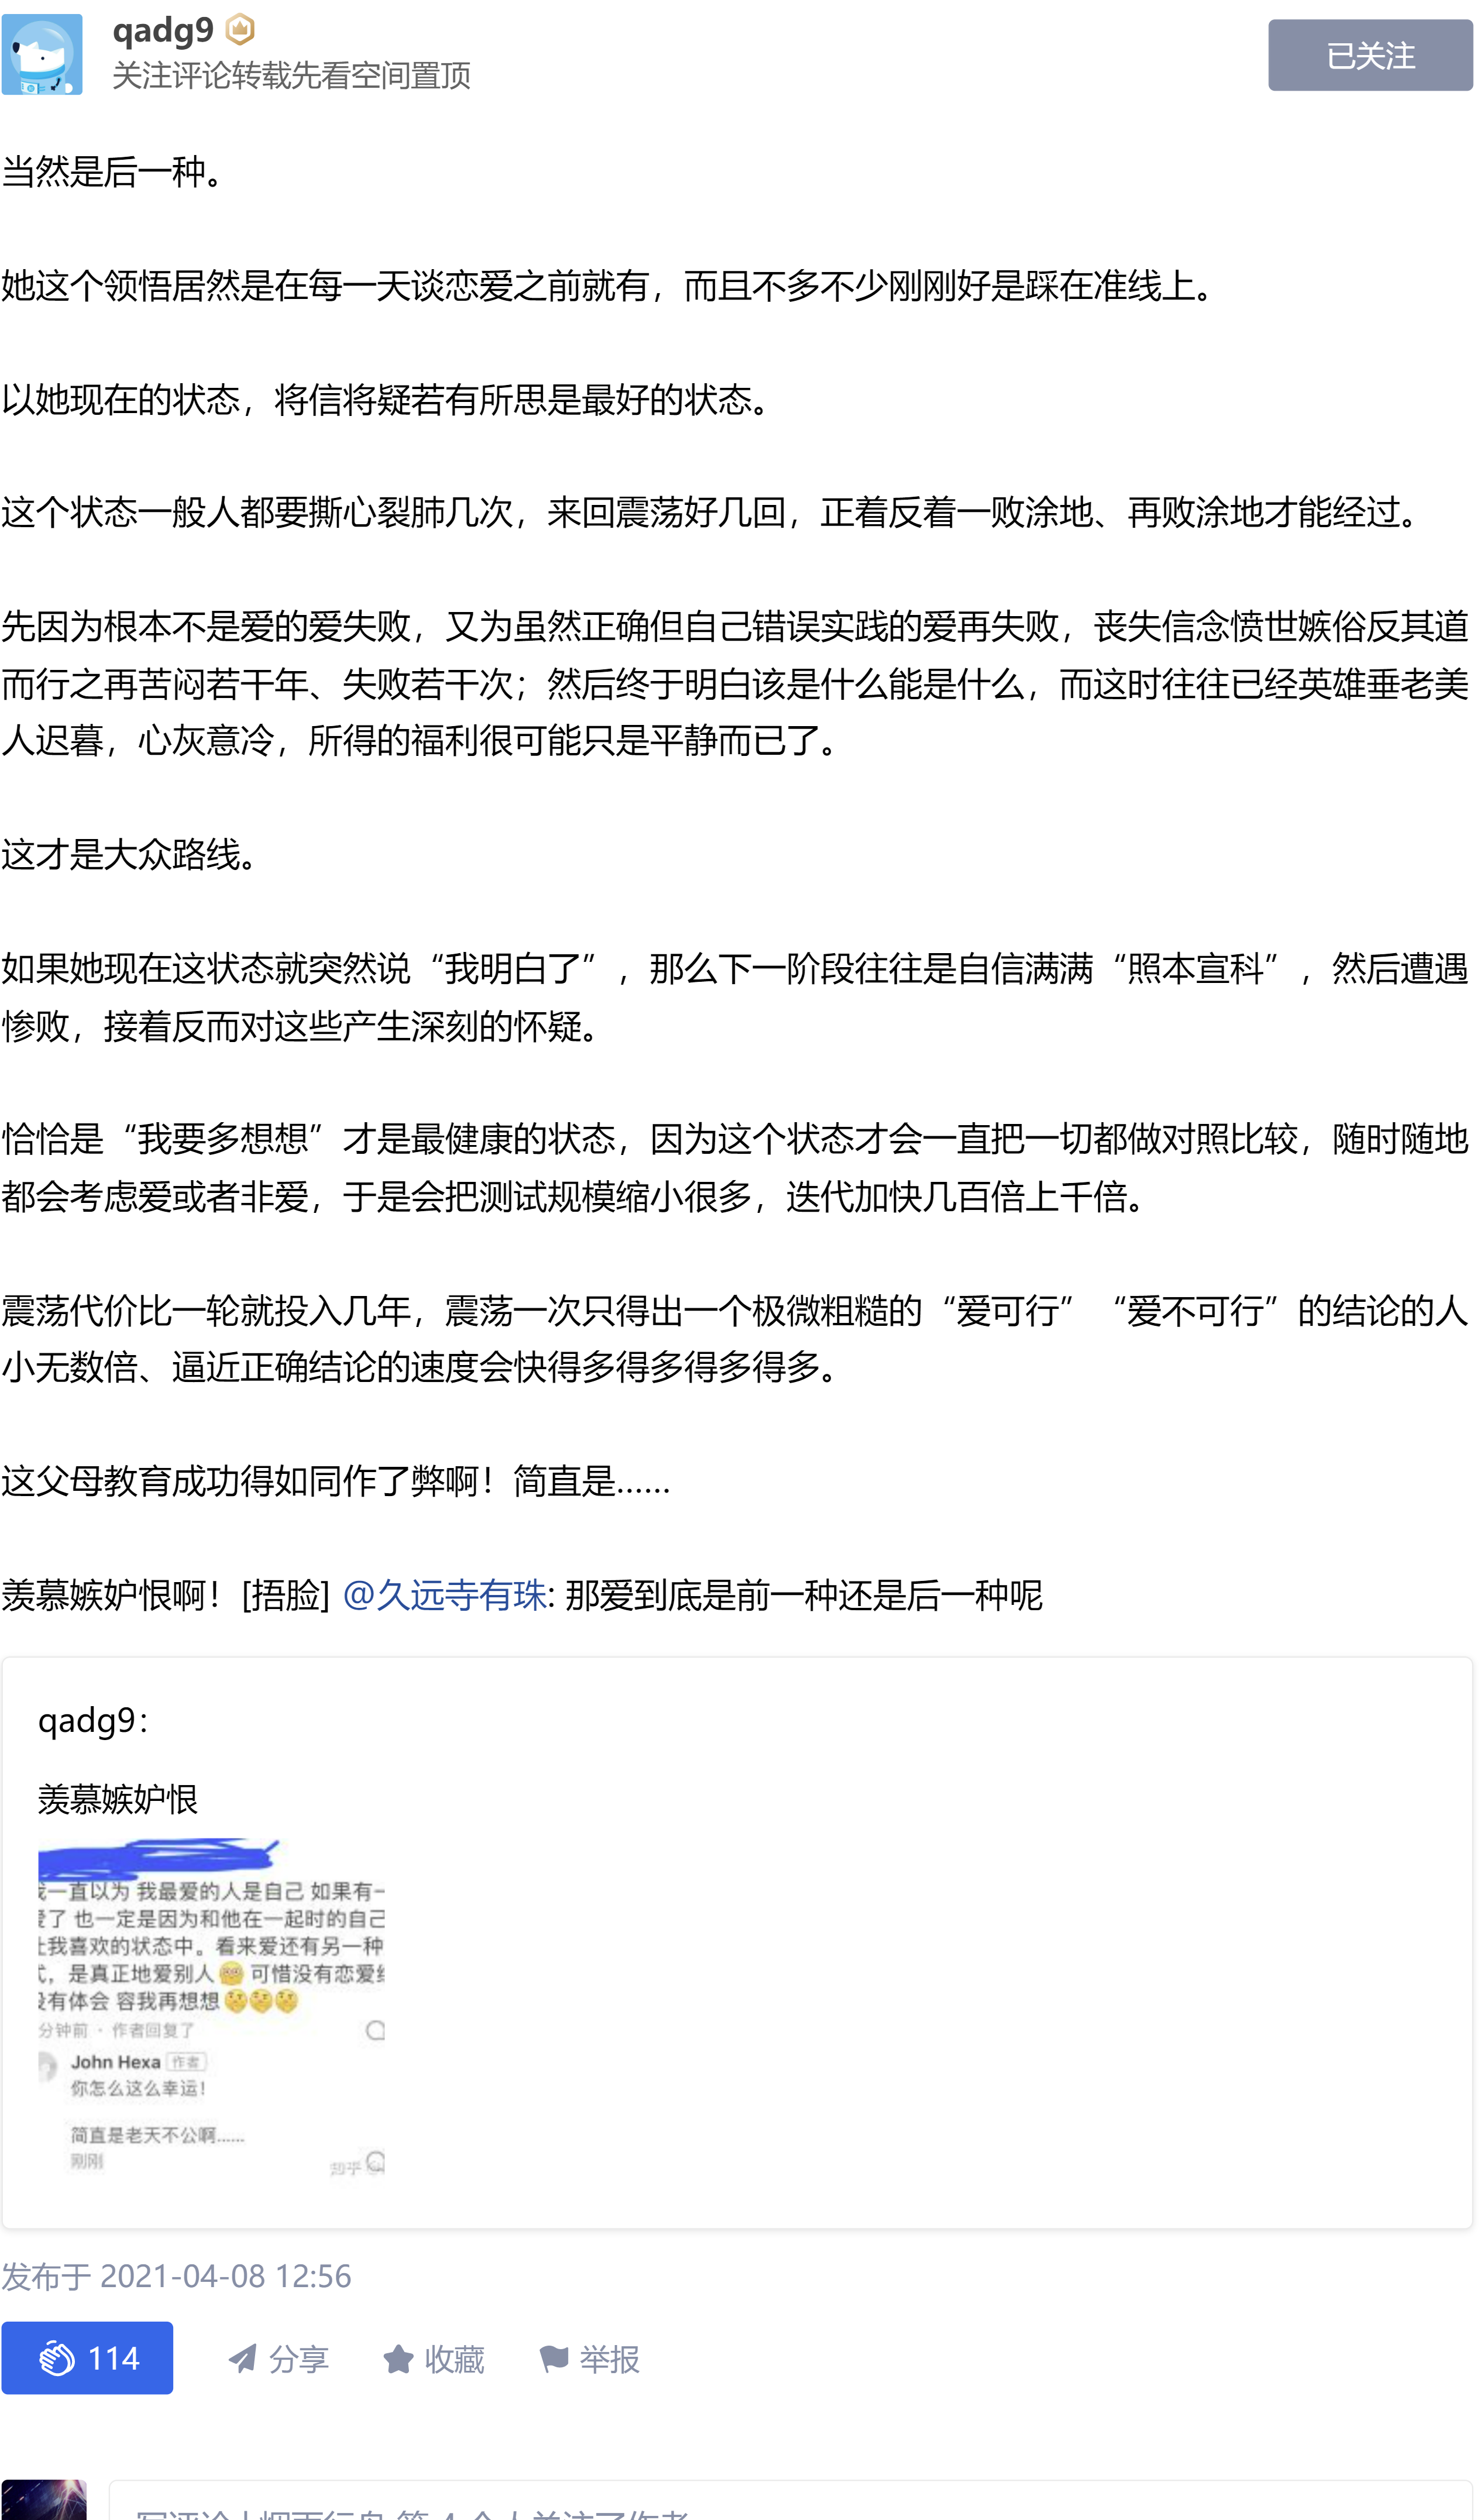 qadg9
关注评论转载先看空间置顶
已关注
当然是后一种。
她这个领悟居然是在每一天谈恋爱之前就有，而且不多不少刚刚好是踩在准线上。
以她现在的状态，将信将疑若有所思是最好的状态。
这个状态一般人都要撕心裂肺几次，来回震荡好几回，正着反着一败涂地、再败涂地才能经过。
先因为根本不是爱的爱失败，又为虽然正确但自己错误实践的爱再失败，丧失信念愤世嫉俗反其道
而行之再苦闷若干年、失败若干次；然后终于明白该是什么能是什么，而这时往往已经英雄垂老美
人迟暮，心灰意冷，所得的福利很可能只是平静而已了。
这才是大众路线。
如果她现在这状态就突然说“我明白了”，那么下一阶段往往是自信满满“照本宣科”，然后遭遇
惨败，接着反而对这些产生深刻的怀疑。
恰恰是“我要多想想”才是最健康的状态，因为这个状态才会一直把一切都做对照比较，随时随地
都会考虑爱或者非爱，于是会把测试规模缩小很多，迭代加快几百倍上千倍。
震荡代价比一轮就投入几年，震荡一次只得出一个极微粗糙的“爱可行”“爱不可行”的结论的人
小无数倍、逼近正确结论的速度会快得多得多得多得多。
这父母教育成功得如同作了弊啊！简直是......
羡慕嫉妒恨啊！[捂脸] @久远寺有珠: 那爱到底是前一种还是后一种呢
qadg9：
羡慕嫉妒恨
一直以为 我最爱的人是自己 如果有一
了 也一定是因为和他在一起时的自己
我喜欢的状态中。看来爱还有另一种
，是真正地爱别人 可惜没有恋爱
有体会 容我再想想
分钟前 · 作者回复了
John Hexa 作者
你怎么这么幸运！
简直是老天不公啊......
刚刚
知乎
发布于 2021-04-08 12:56
114 分享 收藏 举报